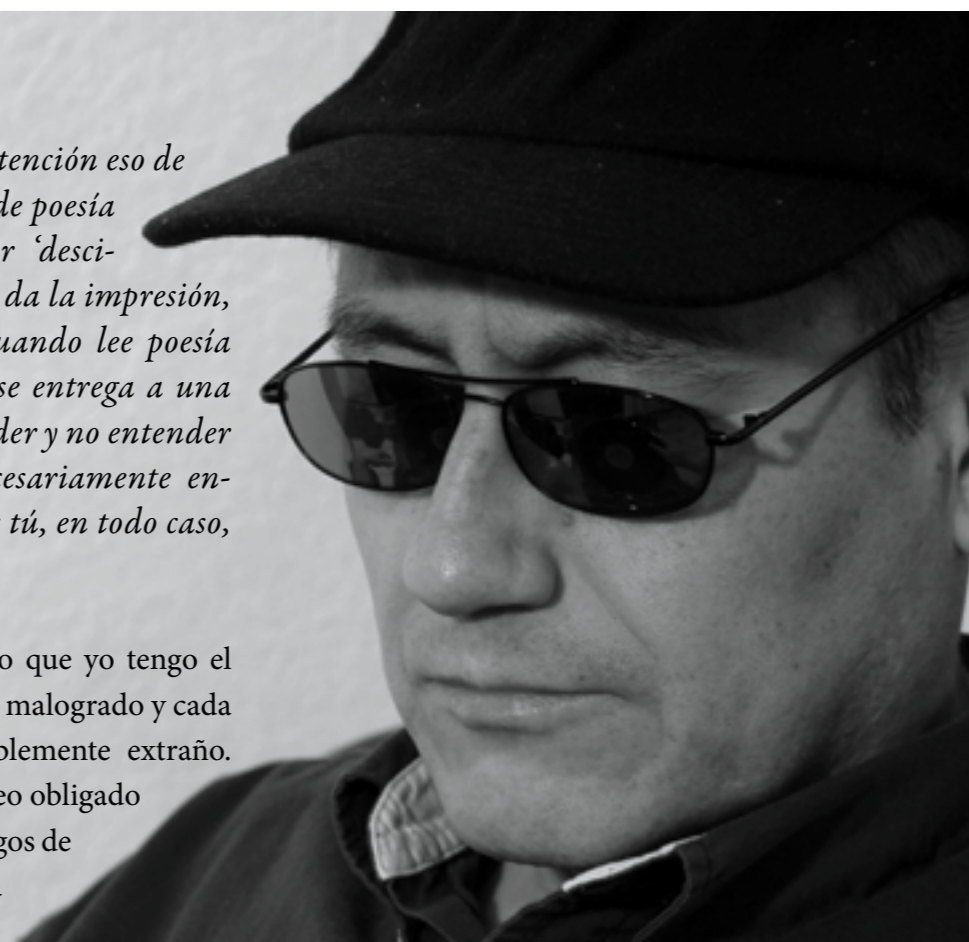 tención eso de
de poesía
r ‘desci-
da la impresión,
uando lee poesía
se entrega a una
der y no entender
esariamente en-
tú, en todo caso,
o que yo tengo el
malogrado y cada
blemente extraño.
eo obligado
gos de